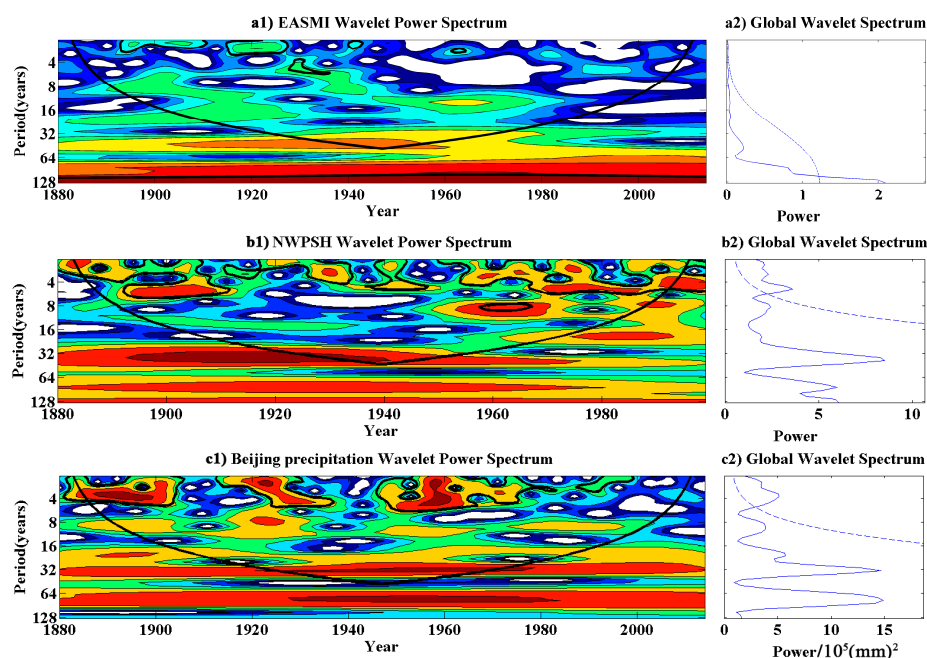 a1) EASMI Wavelet Power Spectrum
a2) Global Wavelet Spectrum
Period(years)
4
8
16
32
64
128
1880 1900 1920 1940 1960 1980 2000
Year
0 1 2
Power
b1) NWPSH Wavelet Power Spectrum
b2) Global Wavelet Spectrum
Period(years)
4
8
16
32
64
128
1880 1900 1920 1940 1960 1980
Year
0 5 10
Power
c1) Beijing precipitation Wavelet Power Spectrum
c2) Global Wavelet Spectrum
Period(years)
4
8
16
32
64
128
1880 1900 1920 1940 1960 1980 2000
Year
0 5 10 15
Power/10⁵(mm)²